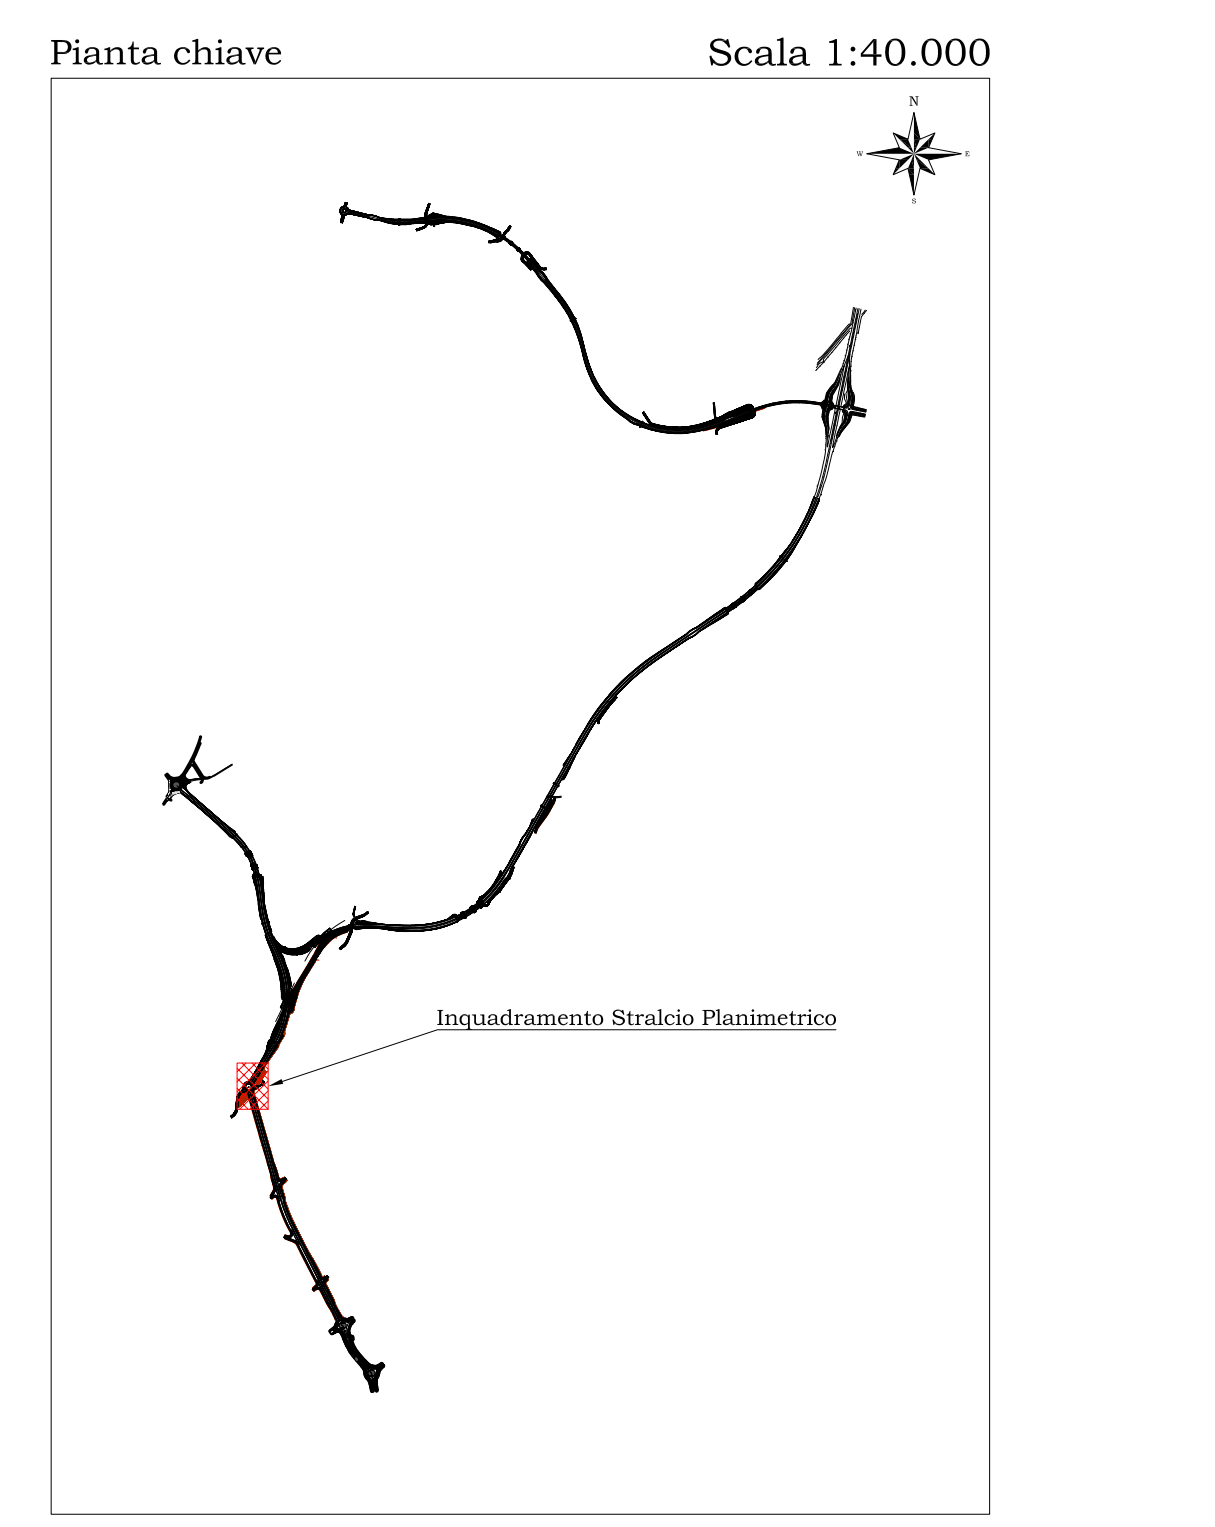 Pianta chiave
Scala 1:40.000
N
W
E
S
Inquadramento Stralcio Planimetrico